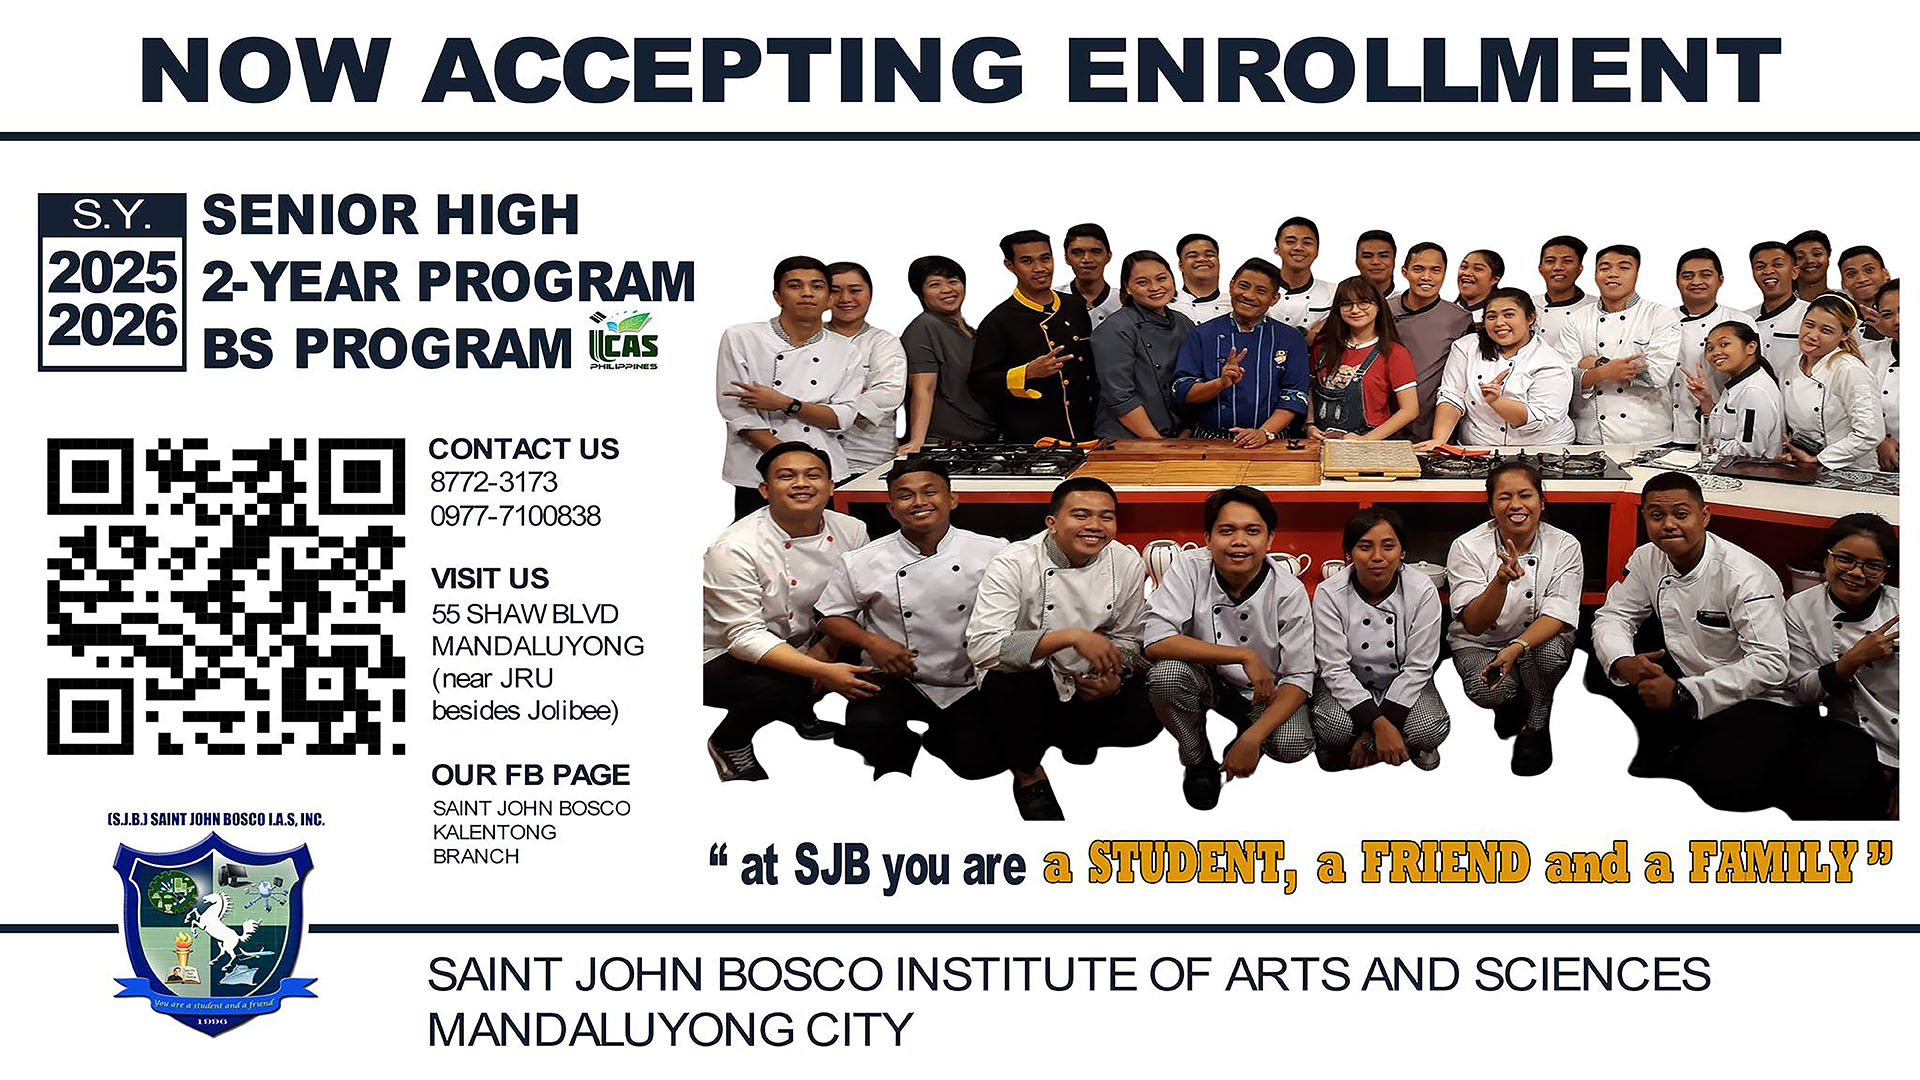 NOW ACCEPTING ENROLLMENT
S.Y.
2025
2026
SENIOR HIGH
2-YEAR PROGRAM
BS PROGRAM
CAS
PHILIPPINES
CONTACT US
8772-3173
0977-7100838
VISIT US
55 SHAW BLVD
MANDALUYONG
(near JRU
besides Jolibee)
OUR FB PAGE
SAINT JOHN BOSCO
KALENTONG
BRANCH
(S.J.B.) SAINT JOHN BOSCO I.A.S, INC.
You are a student and a friend
1996
“ at SJB you are a STUDENT, a FRIEND and a FAMILY ”
SAINT JOHN BOSCO INSTITUTE OF ARTS AND SCIENCES
MANDALUYONG CITY